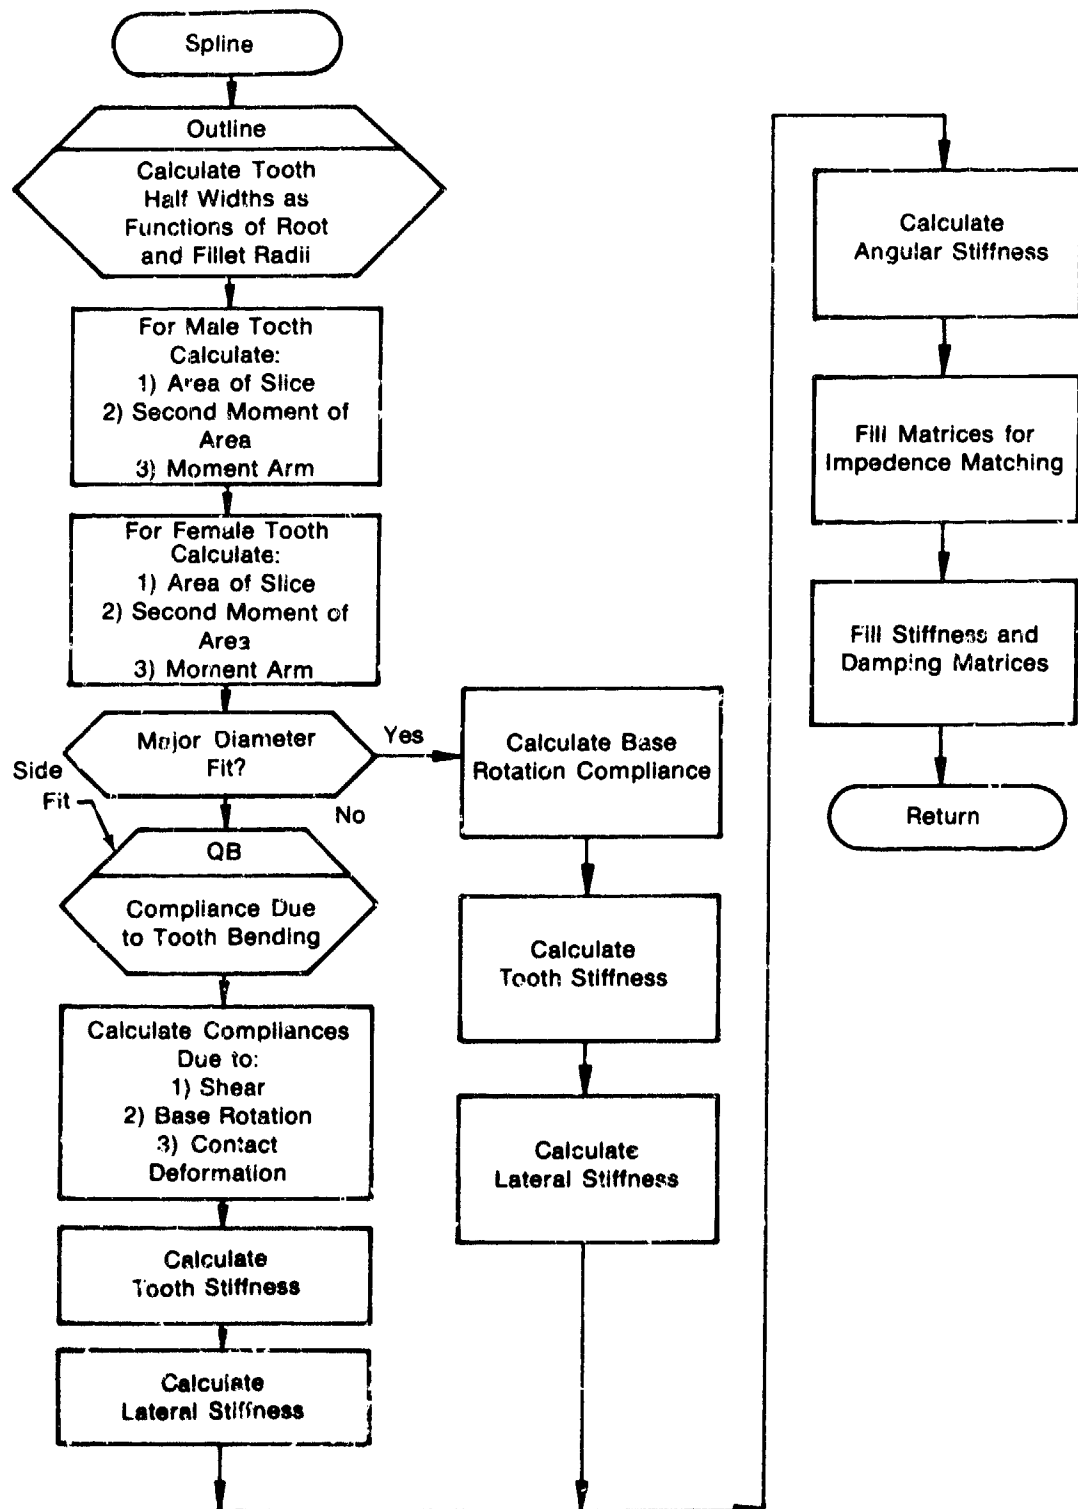 Spline
Outline
Calculate Tooth
Half Widths as
Functions of Root
and Fillet Radii
For Male Tooth
Calculate:
1) Area of Slice
2) Second Moment of
Area
3) Moment Arm
For Female Tooth
Calculate:
1) Area of Slice
2) Second Moment of
Area
3) Moment Arm
Major Diameter
Fit?
Yes
No
Side
Fit
QB
Compliance Due
to Tooth Bending
Calculate Compliances
Due to:
1) Shear
2) Base Rotation
3) Contact
Deformation
Calculate
Tooth Stiffness
Calculate
Lateral Stiffness
Calculate Base
Rotation Compliance
Calculate
Tooth Stiffness
Calculate
Lateral Stiffness
Calculate
Angular Stiffness
Fill Matrices for
Impedence Matching
Fill Stiffness and
Damping Matrices
Return